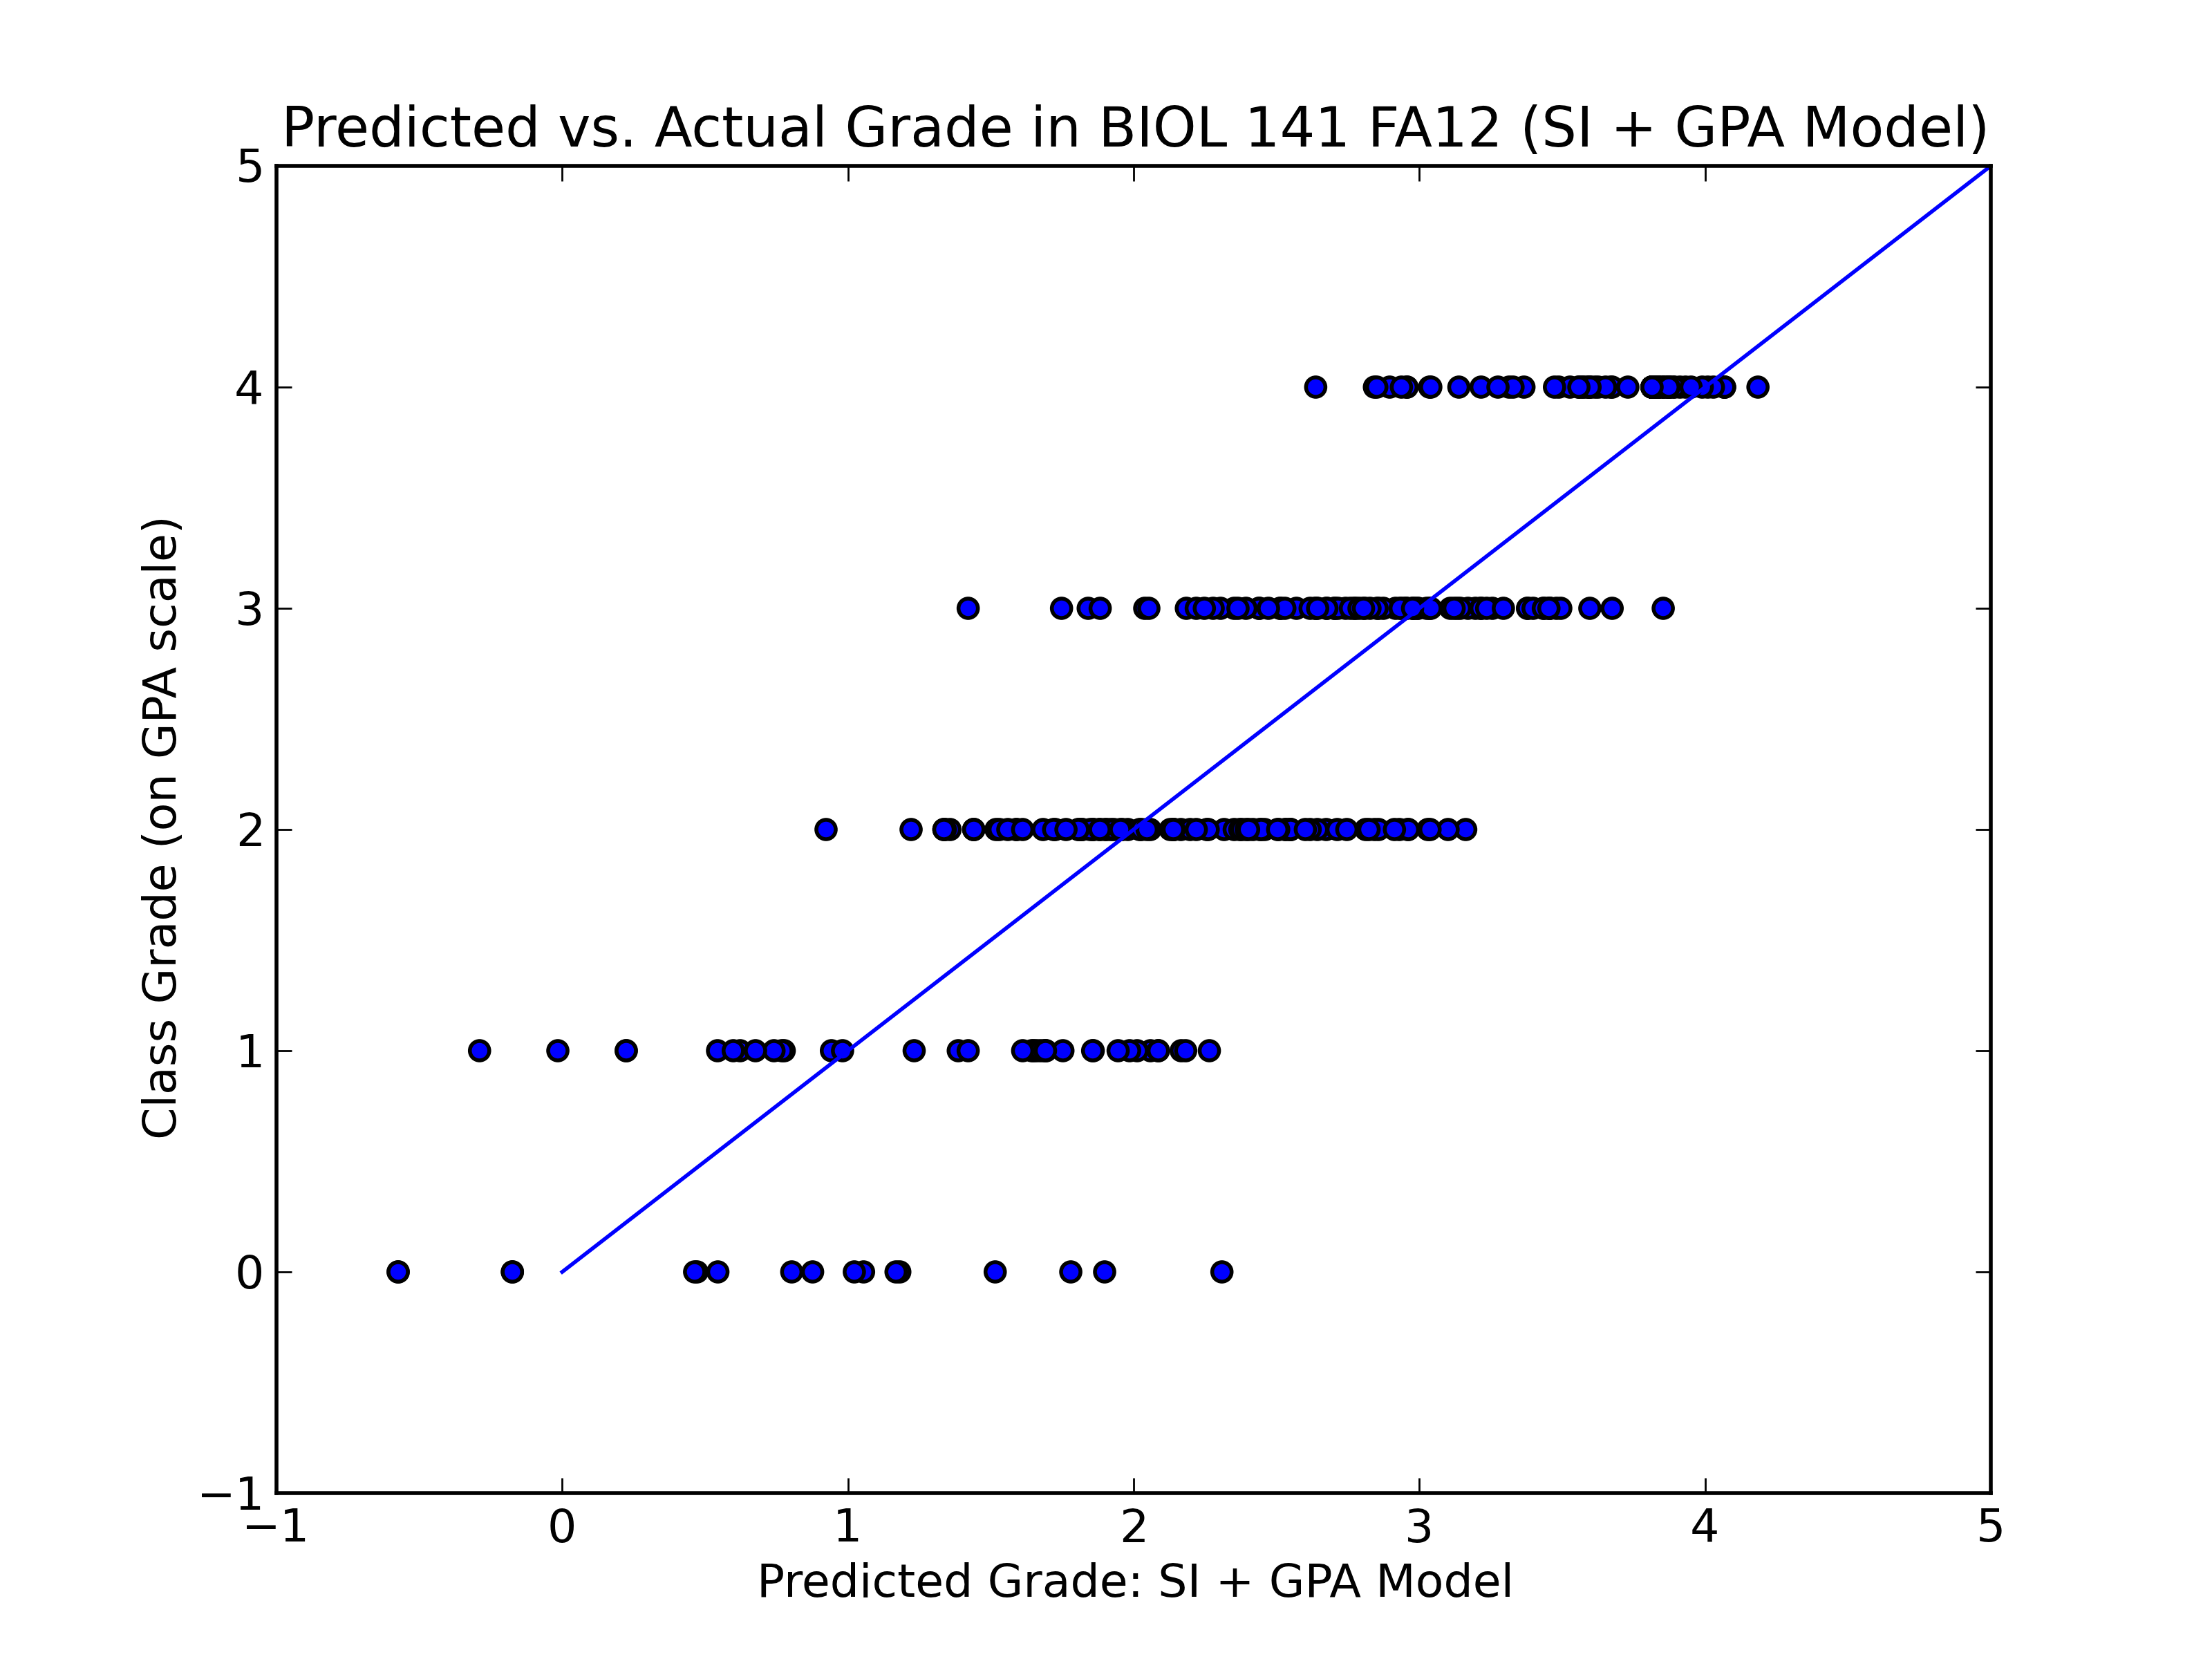 Predicted vs. Actual Grade in BIOL 141 FA12 (SI + GPA Model)
5
4
3
2
1
0
−1
Class Grade (on GPA scale)
−1 0 1 2 3 4 5
Predicted Grade: SI + GPA Model